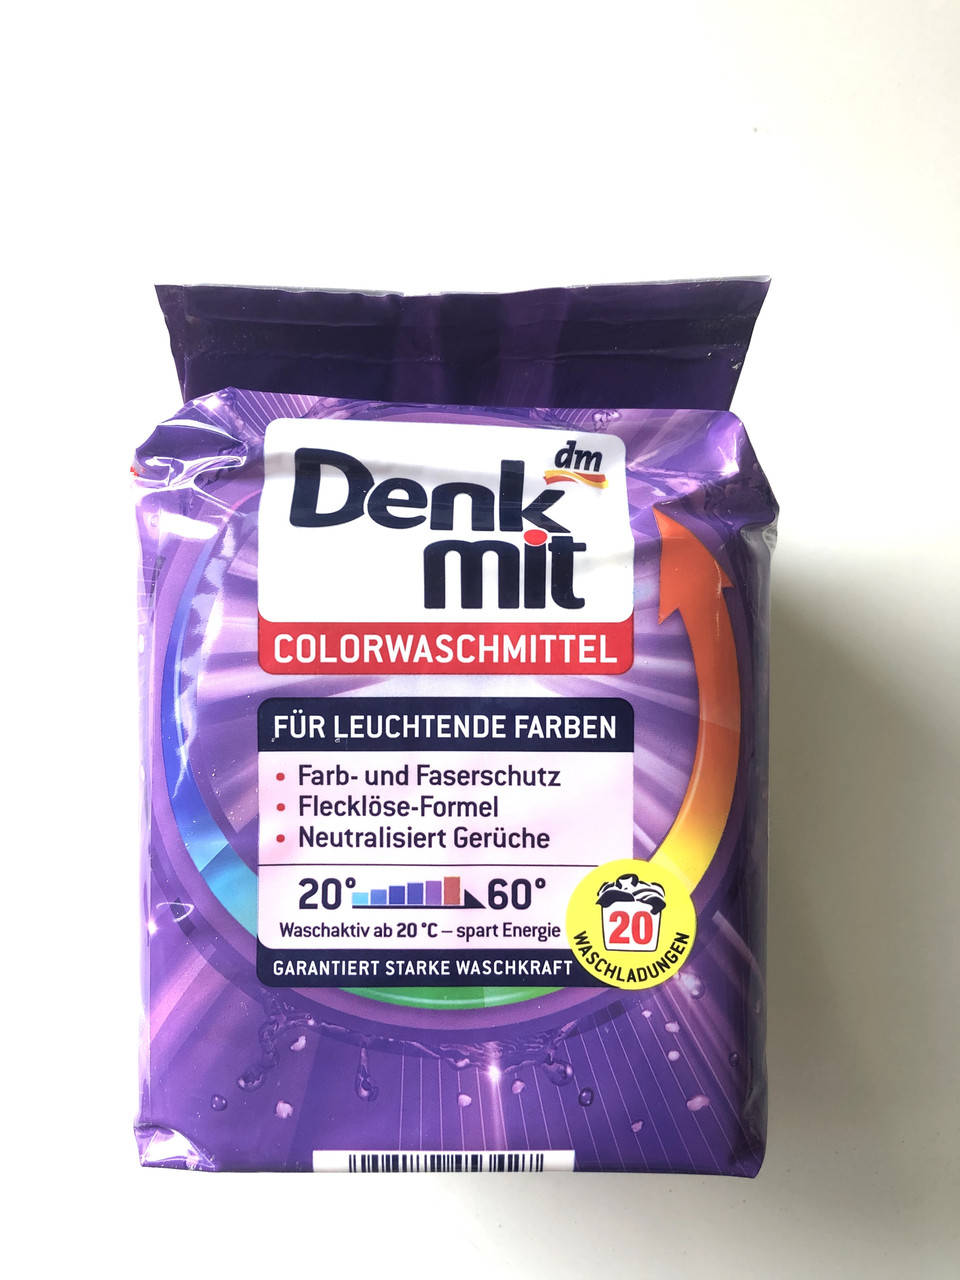 dm
Denk
mit
COLORWASCHMITTEL
FÜR LEUCHTENDE FARBEN
• Farb- und Faserschutz
• Flecklöse-Formel
• Neutralisiert Gerüche
20° 60°
Waschaktiv ab 20 °C – spart Energie
GARANTIERT STARKE WASCHKRAFT
20
WASCHLADUNGEN